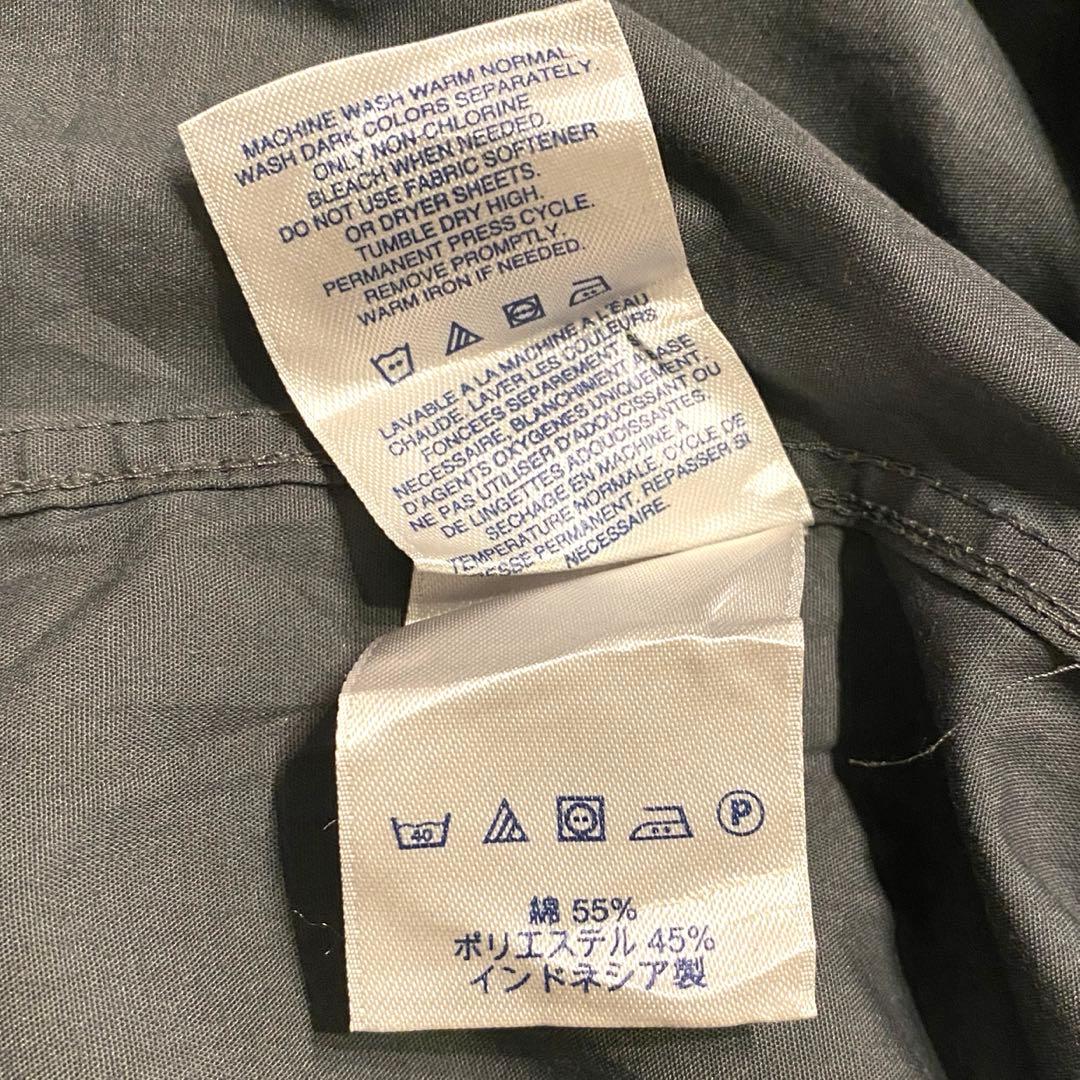 MACHINE WASH WARM NORMAL.
WASH DARK COLORS SEPARATELY.
ONLY NON-CHLORINE
BLEACH WHEN NEEDED.
DO NOT USE FABRIC SOFTENER
OR DRYER SHEETS.
TUMBLE DRY HIGH.
PERMANENT PRESS CYCLE.
REMOVE PROMPTLY.
WARM IRON IF NEEDED.
LAVABLE A LA MACHINE A L'EAU
CHAUDE, LAVER LES COULEURS
FONCÉES SEPAREMENT.
NECESSAIRE, BLANCHIMENT A BASE
D'AGENTS OXYGENES UNIQUEMENT.
NE PAS UTILISER D'ADOUCISSANT OU
DE LINGETTES ADOUCISSANTES.
SECHAGE EN MACHINE A
TEMPERATURE NORMALE, CYCLE DE
PERMANENT. REPASSER SI
NECESSAIRE.
40
P
綿 55%
ポリエステル 45%
インドネシア製